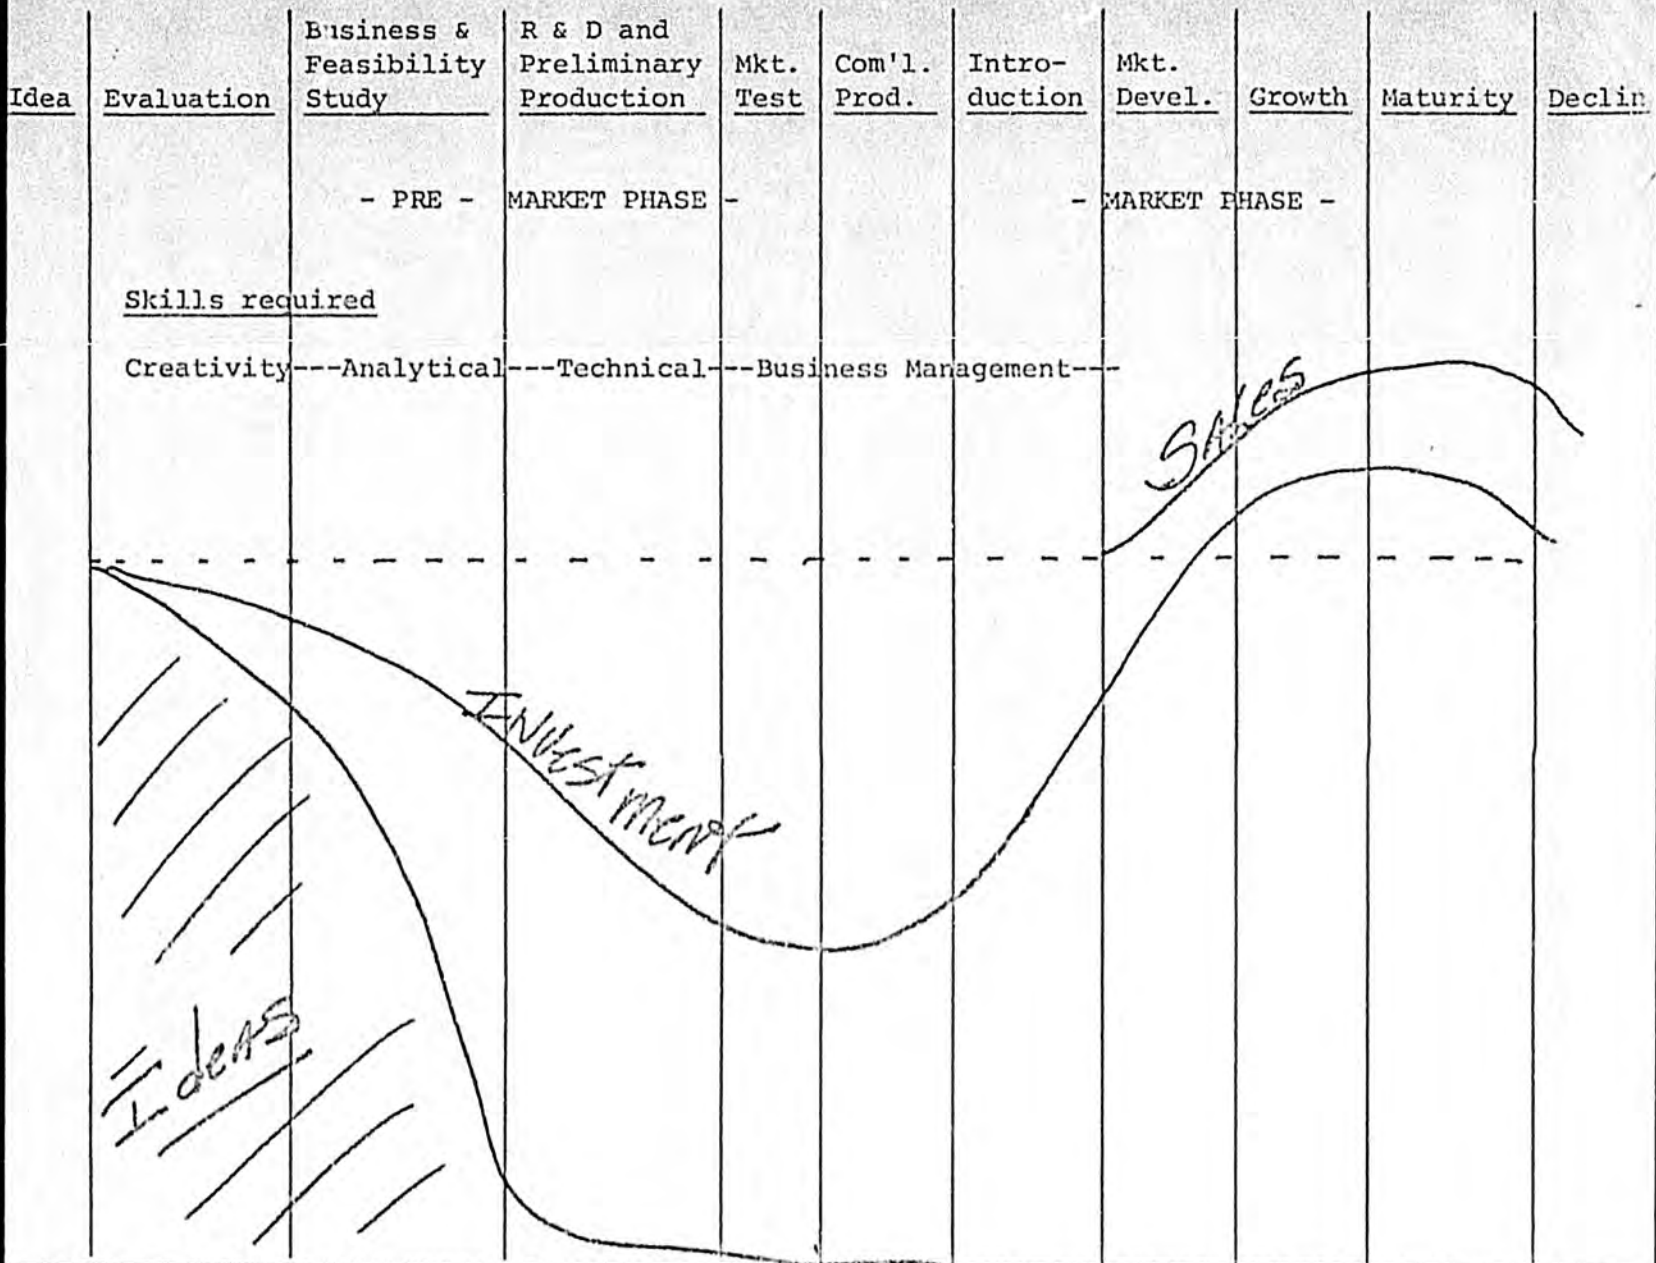 Idea
Evaluation
Business &
Feasibility
Study
R & D and
Preliminary
Production
Mkt.
Test
Com'l.
Prod.
Intro-
duction
Mkt.
Devel.
Growth
Maturity
Declin
- PRE - MARKET PHASE -
- MARKET PHASE -
Skills required
Creativity---Analytical---Technical---Business Management---
Sales
Investment
Ideas